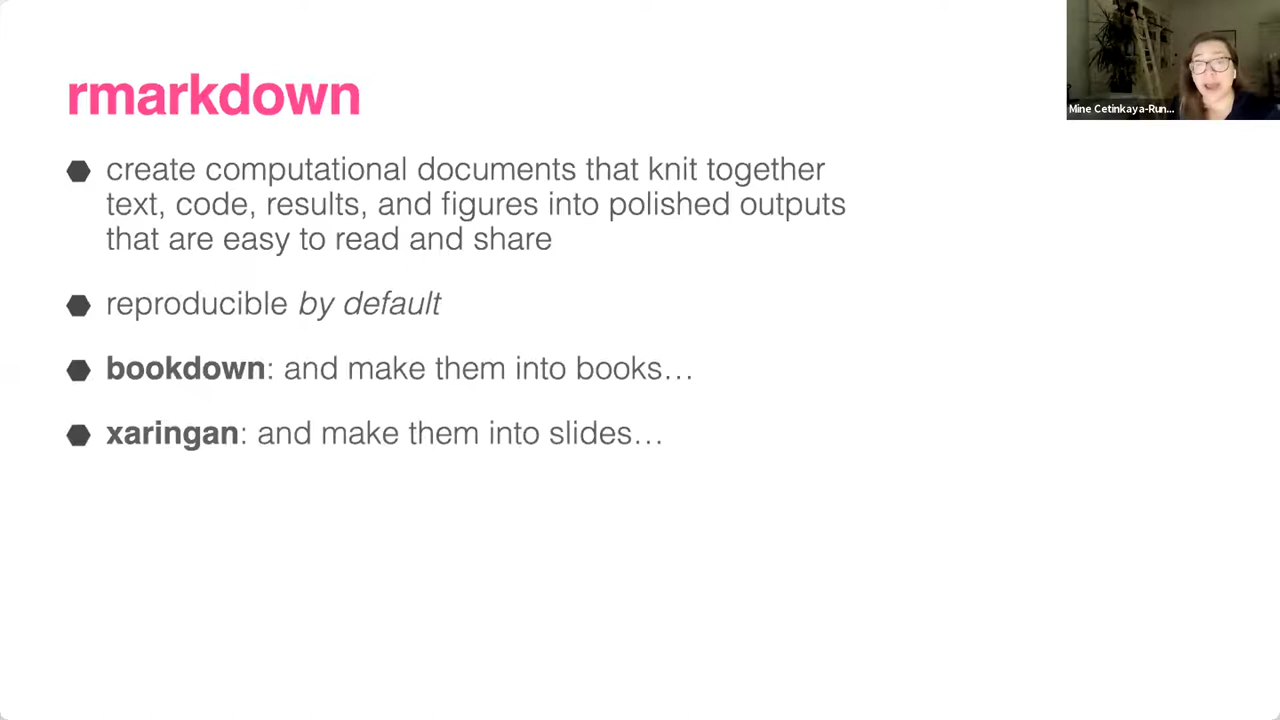 rmarkdown
create computational documents that knit together
text, code, results, and figures into polished outputs
that are easy to read and share
reproducible by default
bookdown: and make them into books…
xaringan: and make them into slides…
Mine Cetinkaya-Run...